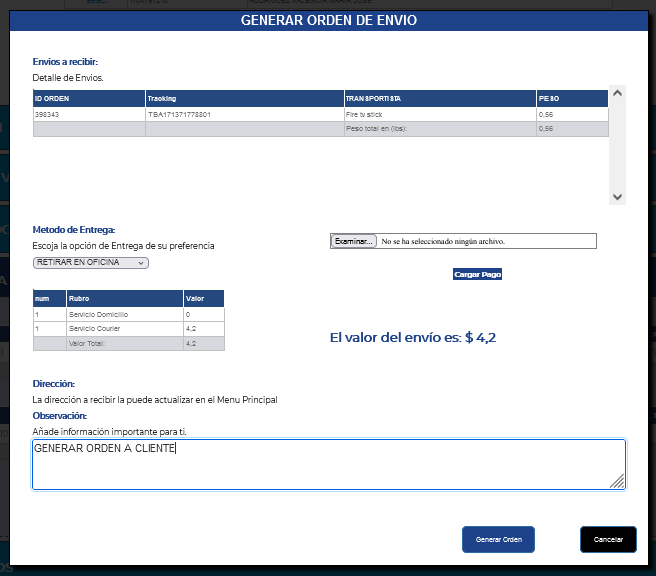 GENERAR ORDEN DE ENVIO
Envios a recibir:
Detalle de Envios.
ID ORDEN Tracking TRANSPORTISTA PESO
398343 TBA171371778801 Fire tv stick 0,56
Peso total en (lbs): 0,56
Metodo de Entrega:
Escoja la opción de Entrega de su preferencia
RETIRAR EN OFICINA
Examinar... No se ha seleccionado ningún archivo.
Cargar Pago
num Rubro Valor
1 Servicio Domicilio 0
1 Servicio Courier 4,2
Valor Total: 4,2
El valor del envío es: $ 4,2
Dirección:
La dirección a recibir la puede actualizar en el Menu Principal
Observación:
Añade información importante para ti.
GENERAR ORDEN A CLIENTE
Generar Orden
Cancelar